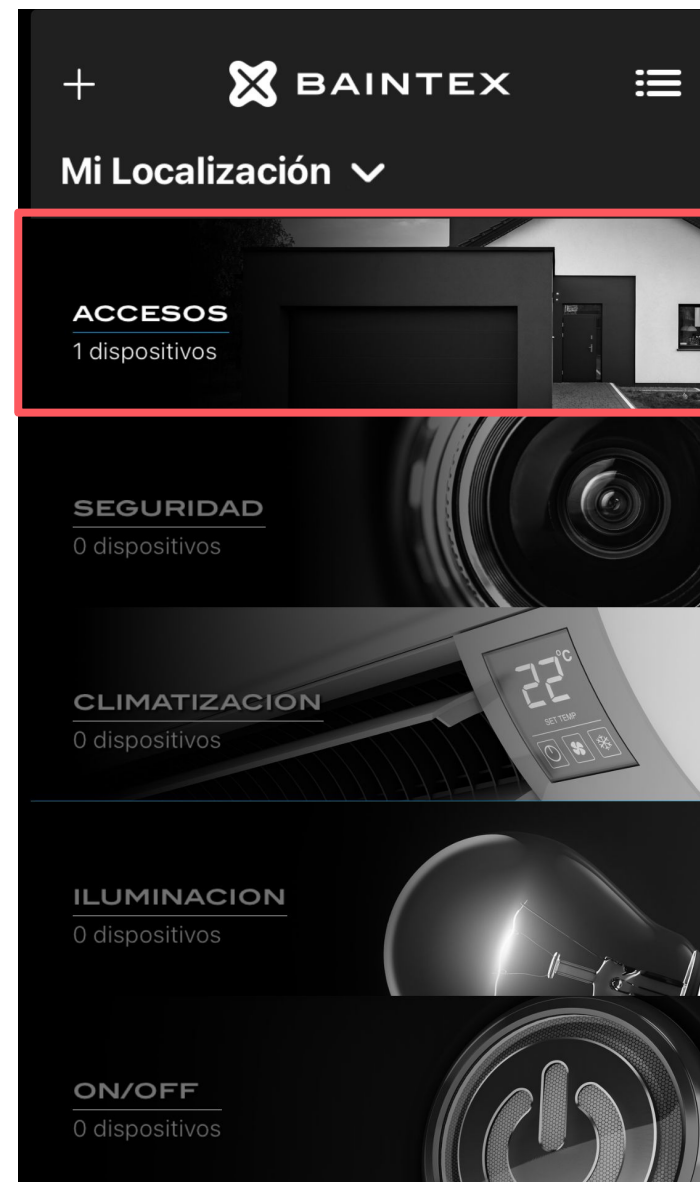 BAINTEX
Mi Localización
ACCESOS
1 dispositivos
SEGURIDAD
0 dispositivos
CLIMATIZACION
0 dispositivos
22°C
SET TEMP
ILUMINACION
0 dispositivos
ON/OFF
0 dispositivos